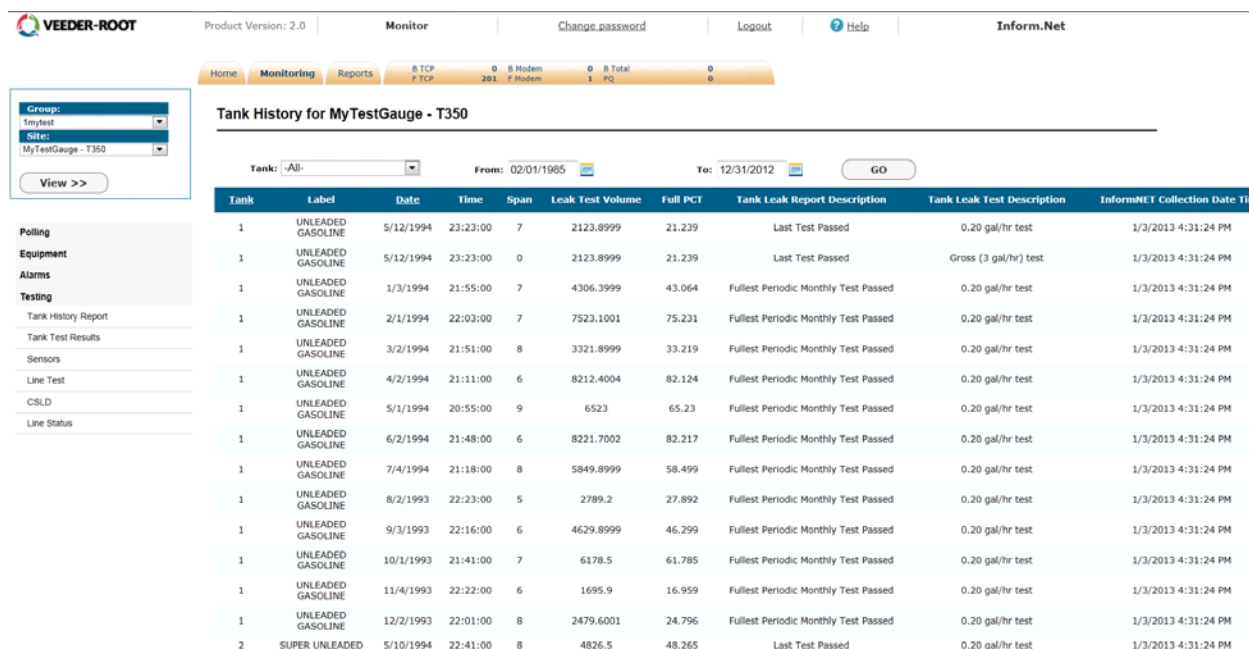 VEEDER-ROOT Product Version: 2.0 Monitor Change password Logout Help Inform.Net
Home Monitoring Reports B TCP 0 B Modem 0 B Total 0
F TCP 201 F Modem 1 PQ 0
Group:
1mytest
Site:
MyTestGauge - T350
View >>
Polling
Equipment
Alarms
Testing
Tank History Report
Tank Test Results
Sensors
Line Test
CSLD
Line Status
Tank History for MyTestGauge - T350
Tank: -All- From: 02/01/1985 To: 12/31/2012 GO
Tank Label Date Time Span Leak Test Volume Full PCT Tank Leak Report Description Tank Leak Test Description InformNET Collection Date Ti
1 UNLEADED GASOLINE 5/12/1994 23:23:00 7 2123.8999 21.239 Last Test Passed 0.20 gal/hr test 1/3/2013 4:31:24 PM
1 UNLEADED GASOLINE 5/12/1994 23:23:00 0 2123.8999 21.239 Last Test Passed Gross (3 gal/hr) test 1/3/2013 4:31:24 PM
1 UNLEADED GASOLINE 1/3/1994 21:55:00 7 4306.3999 43.064 Fullest Periodic Monthly Test Passed 0.20 gal/hr test 1/3/2013 4:31:24 PM
1 UNLEADED GASOLINE 2/1/1994 22:03:00 7 7523.1001 75.231 Fullest Periodic Monthly Test Passed 0.20 gal/hr test 1/3/2013 4:31:24 PM
1 UNLEADED GASOLINE 3/2/1994 21:51:00 8 3321.8999 33.219 Fullest Periodic Monthly Test Passed 0.20 gal/hr test 1/3/2013 4:31:24 PM
1 UNLEADED GASOLINE 4/2/1994 21:11:00 6 8212.4004 82.124 Fullest Periodic Monthly Test Passed 0.20 gal/hr test 1/3/2013 4:31:24 PM
1 UNLEADED GASOLINE 5/1/1994 20:55:00 9 6523 65.23 Fullest Periodic Monthly Test Passed 0.20 gal/hr test 1/3/2013 4:31:24 PM
1 UNLEADED GASOLINE 6/2/1994 21:48:00 6 8221.7002 82.217 Fullest Periodic Monthly Test Passed 0.20 gal/hr test 1/3/2013 4:31:24 PM
1 UNLEADED GASOLINE 7/4/1994 21:18:00 8 5849.8999 58.499 Fullest Periodic Monthly Test Passed 0.20 gal/hr test 1/3/2013 4:31:24 PM
1 UNLEADED GASOLINE 8/2/1993 22:23:00 5 2789.2 27.892 Fullest Periodic Monthly Test Passed 0.20 gal/hr test 1/3/2013 4:31:24 PM
1 UNLEADED GASOLINE 9/3/1993 22:16:00 6 4629.8999 46.299 Fullest Periodic Monthly Test Passed 0.20 gal/hr test 1/3/2013 4:31:24 PM
1 UNLEADED GASOLINE 10/1/1993 21:41:00 7 6178.5 61.785 Fullest Periodic Monthly Test Passed 0.20 gal/hr test 1/3/2013 4:31:24 PM
1 UNLEADED GASOLINE 11/4/1993 22:22:00 6 1695.9 16.959 Fullest Periodic Monthly Test Passed 0.20 gal/hr test 1/3/2013 4:31:24 PM
1 UNLEADED GASOLINE 12/2/1993 22:01:00 8 2479.6001 24.796 Fullest Periodic Monthly Test Passed 0.20 gal/hr test 1/3/2013 4:31:24 PM
2 SUPER UNLEADED 5/10/1994 22:41:00 8 4826.5 48.265 Last Test Passed 0.20 gal/hr test 1/3/2013 4:31:24 PM